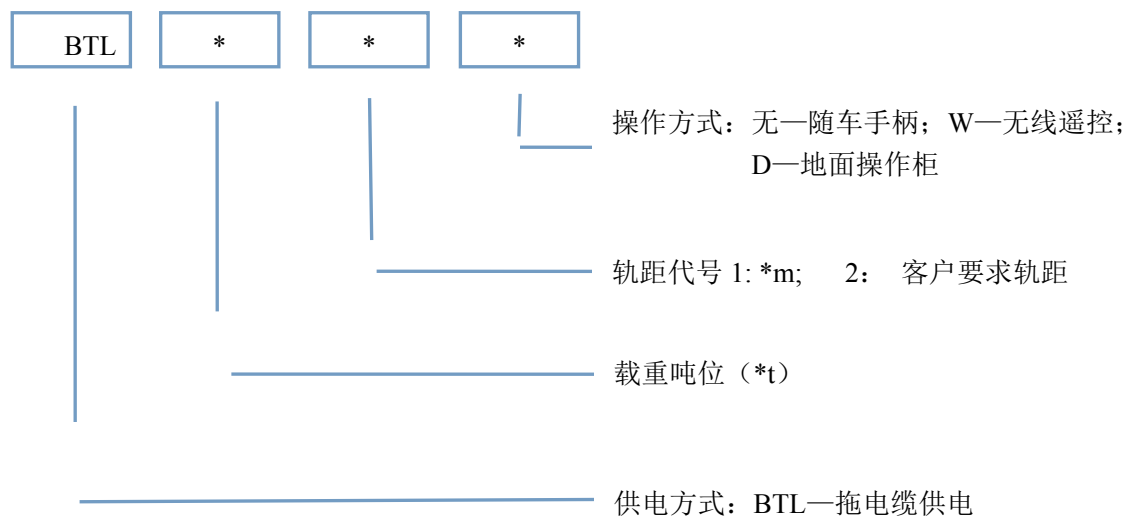 BTL * * *
操作方式：无—随车手柄；W—无线遥控；
D—地面操作柜
轨距代号 1: *m; 2： 客户要求轨距
载重吨位（*t）
供电方式：BTL—拖电缆供电